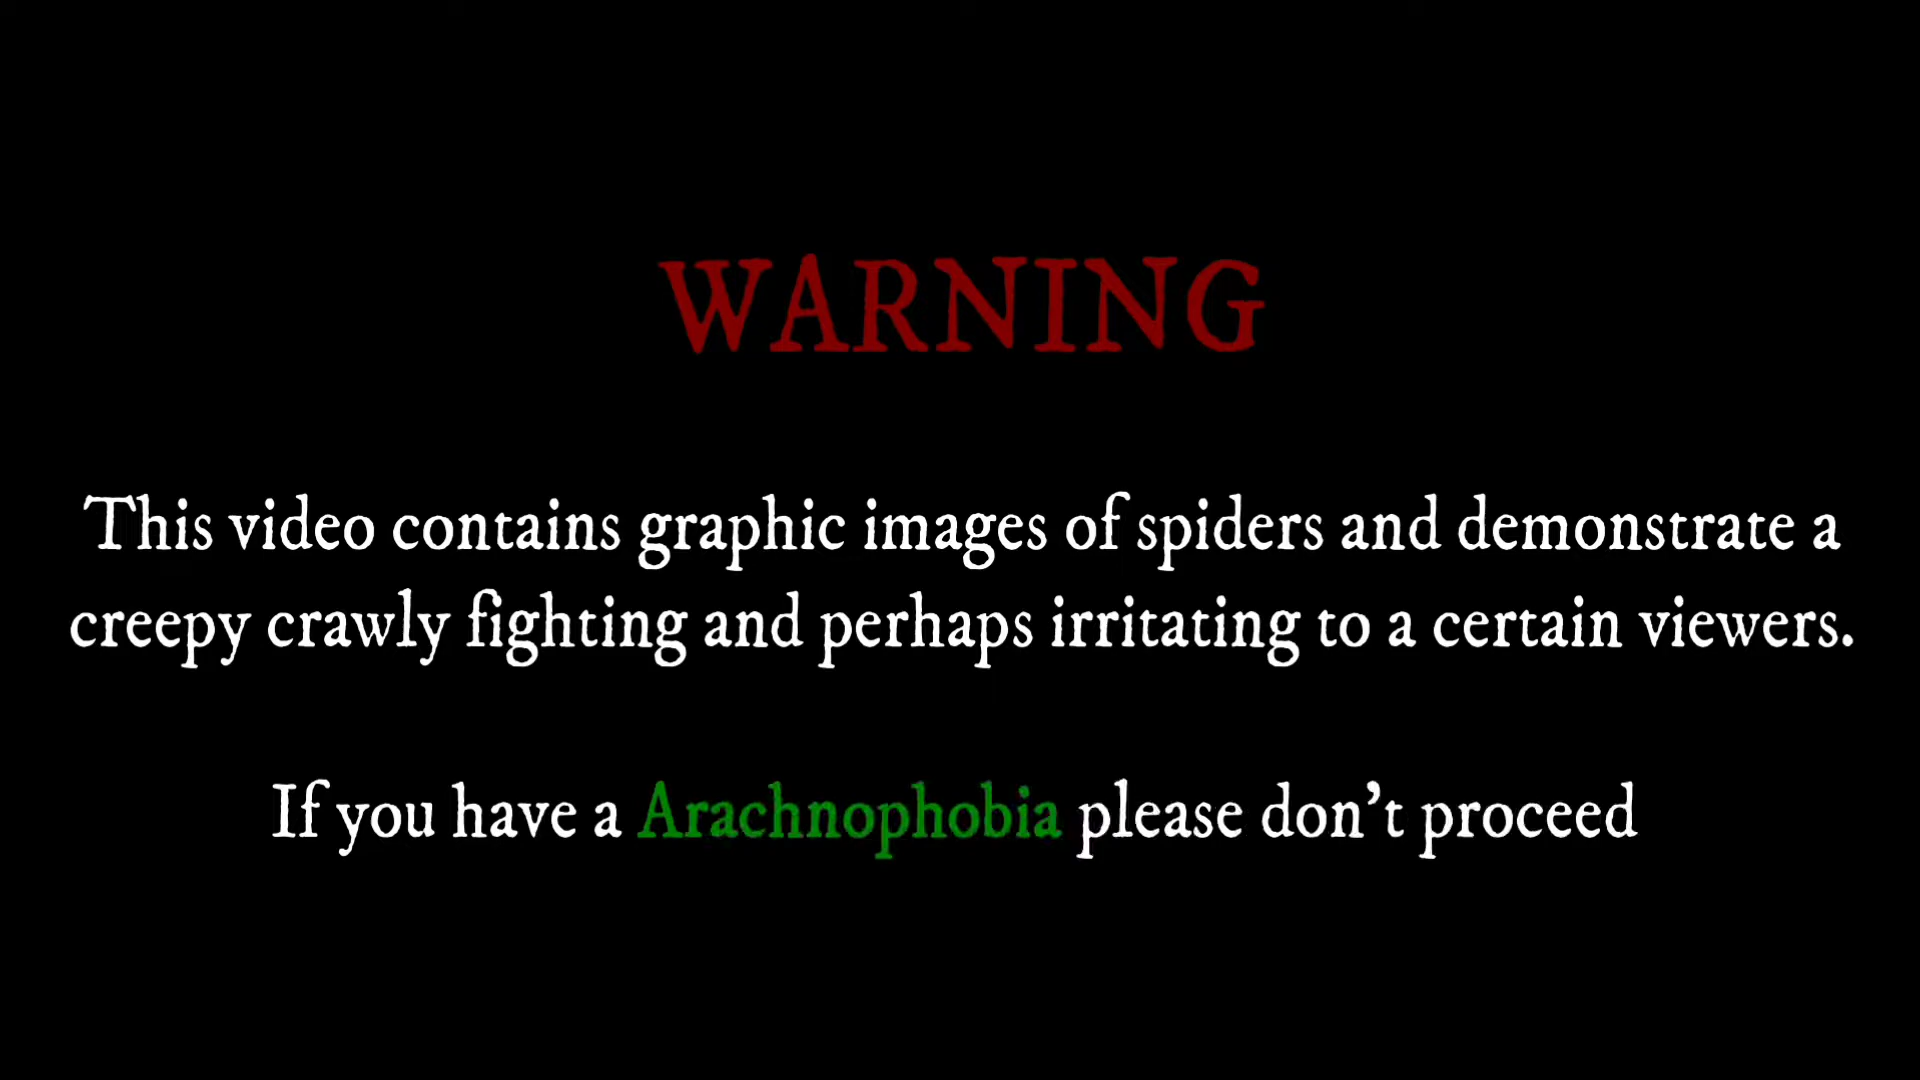 WARNING
This video contains graphic images of spiders and demonstrate a
creepy crawly fighting and perhaps irritating to a certain viewers.
If you have a Arachnophobia please don’t proceed